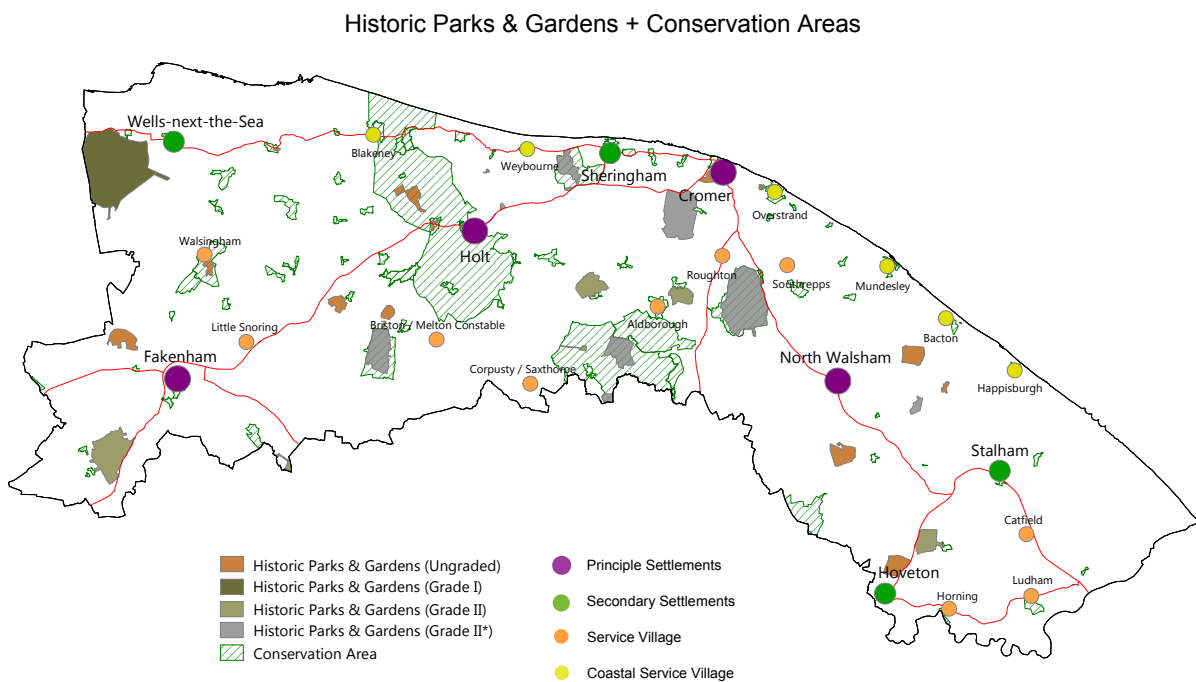 Historic Parks & Gardens + Conservation Areas
Wells-next-the-Sea
Blakeney
Weybourne
Sheringham
Cromer
Overstrand
Walsingham
Holt
Roughton
Southrepps
Mundesley
Little Snoring
Briston / Melton Constable
Aldborough
Bacton
Fakenham
Corpusty / Saxthorpe
North Walsham
Happisburgh
Stalham
Catfield
Hoveton
Horning
Ludham
Historic Parks & Gardens (Ungraded)
Historic Parks & Gardens (Grade I)
Historic Parks & Gardens (Grade II)
Historic Parks & Gardens (Grade II*)
Conservation Area
Principle Settlements
Secondary Settlements
Service Village
Coastal Service Village